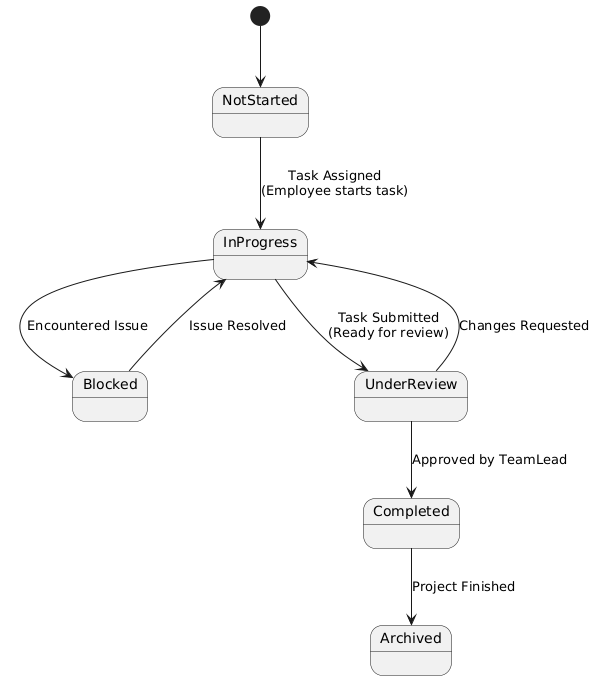 NotStarted
Task Assigned
(Employee starts task)
InProgress
Encountered Issue
Issue Resolved
Task Submitted
(Ready for review)
Changes Requested
Blocked
UnderReview
Approved by TeamLead
Completed
Project Finished
Archived